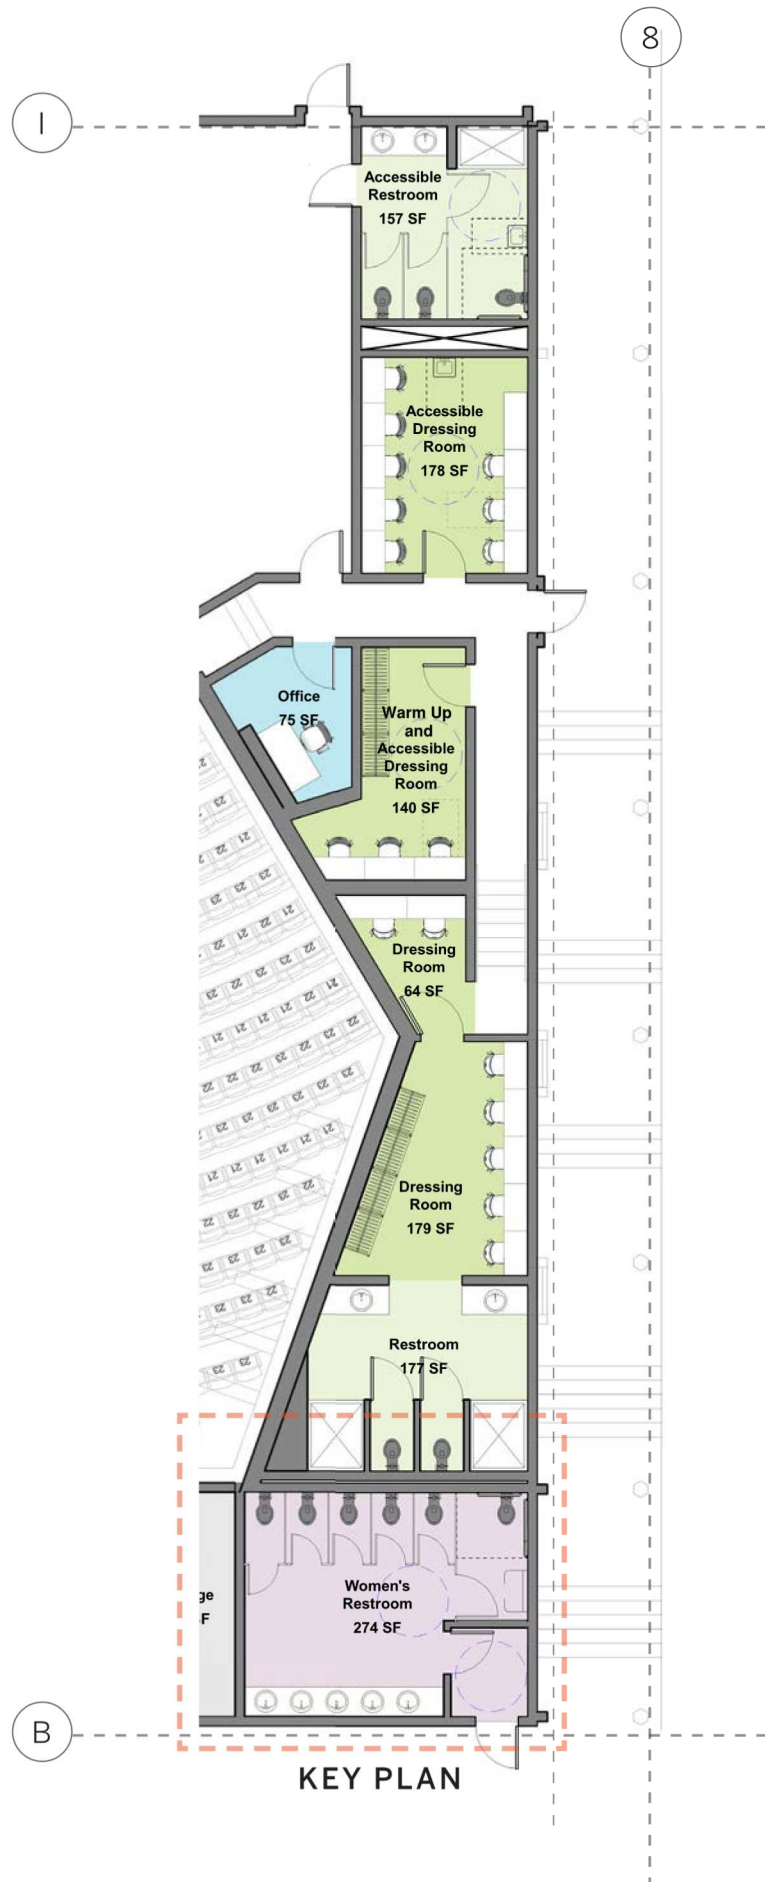 8
I
Accessible
Restroom
157 SF
Accessible
Dressing
Room
178 SF
Office
75 SF
Warm Up
and
Accessible
Dressing
Room
140 SF
Dressing
Room
64 SF
Dressing
Room
179 SF
Restroom
177 SF
ge
F
Women's
Restroom
274 SF
B
KEY PLAN